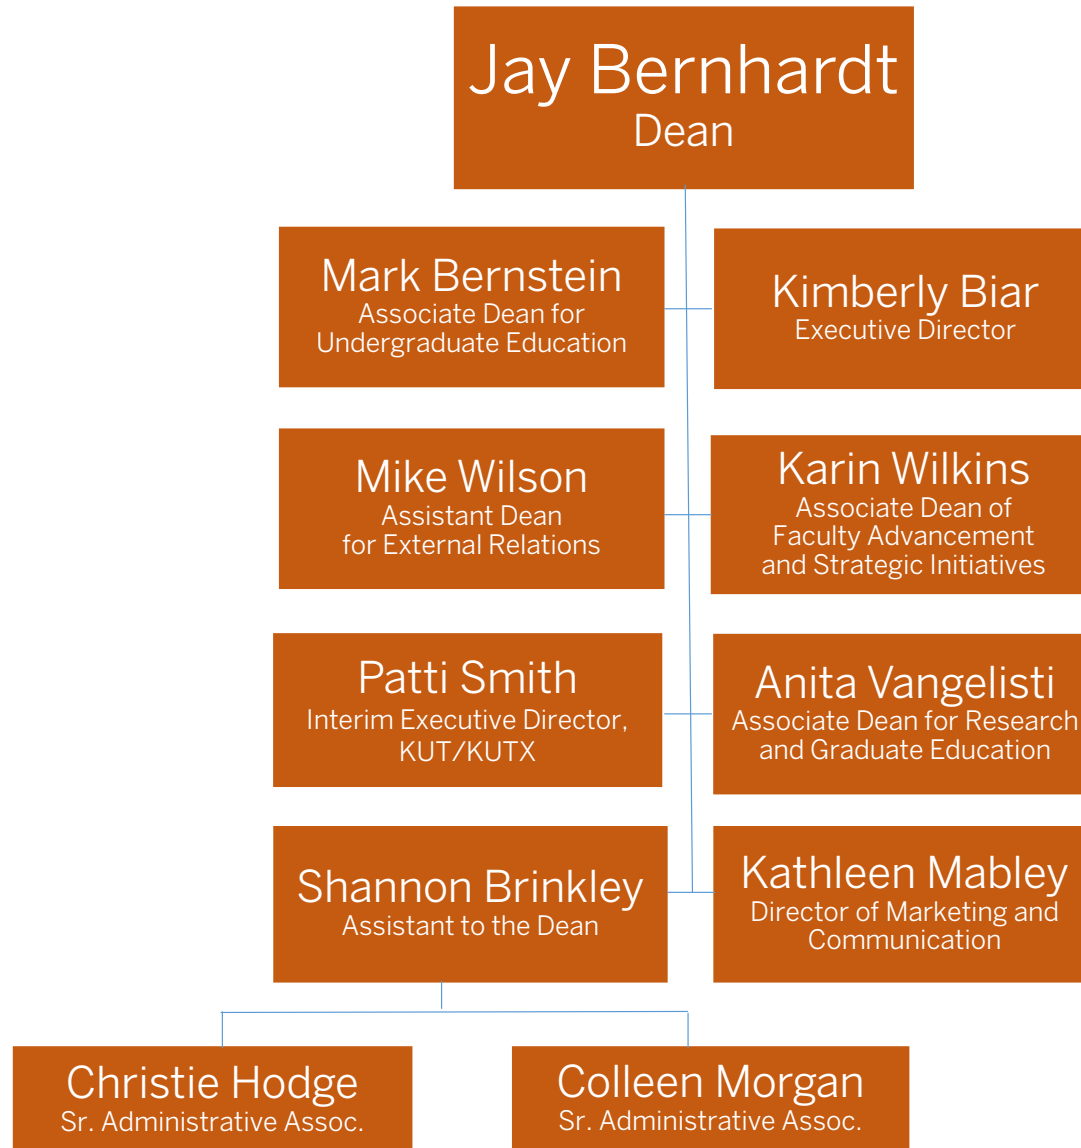 Jay Bernhardt
Dean
Mark Bernstein
Associate Dean for
Undergraduate Education
Kimberly Biar
Executive Director
Mike Wilson
Assistant Dean
for External Relations
Karin Wilkins
Associate Dean of
Faculty Advancement
and Strategic Initiatives
Patti Smith
Interim Executive Director,
KUT/KUTX
Anita Vangelisti
Associate Dean for Research
and Graduate Education
Shannon Brinkley
Assistant to the Dean
Kathleen Mabley
Director of Marketing and
Communication
Christie Hodge
Sr. Administrative Assoc.
Colleen Morgan
Sr. Administrative Assoc.